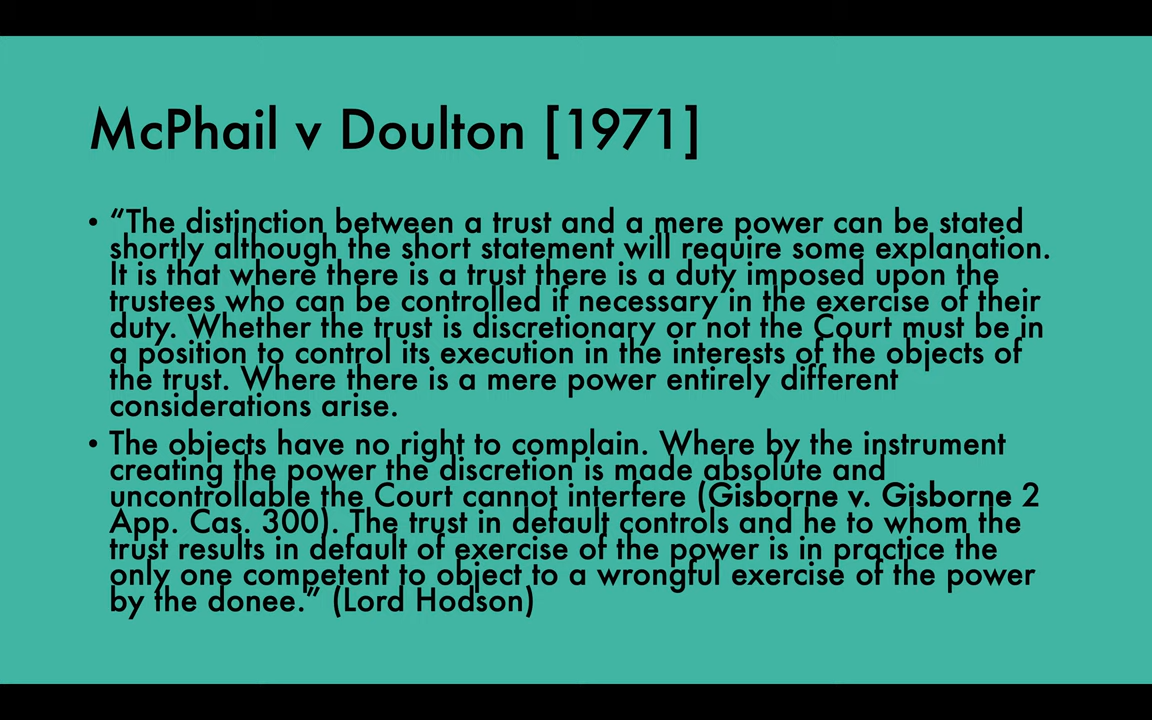 McPhail v Doulton [1971]
• “The distinction between a trust and a mere power can be stated
shortly although the short statement will require some explanation.
It is that where there is a trust there is a duty imposed upon the
trustees who can be controlled if necessary in the exercise of their
duty. Whether the trust is discretionary or not the Court must be in
a position to control its execution in the interests of the objects of
the trust. Where there is a mere power entirely different
considerations arise.
• The objects have no right to complain. Where by the instrument
creating the power the discretion is made absolute and
uncontrollable the Court cannot interfere (Gisborne v. Gisborne 2
App. Cas. 300). The trust in default controls and he to whom the
trust results in default of exercise of the power is in practice the
only one competent to object to a wrongful exercise of the power
by the donee.” (Lord Hodson)